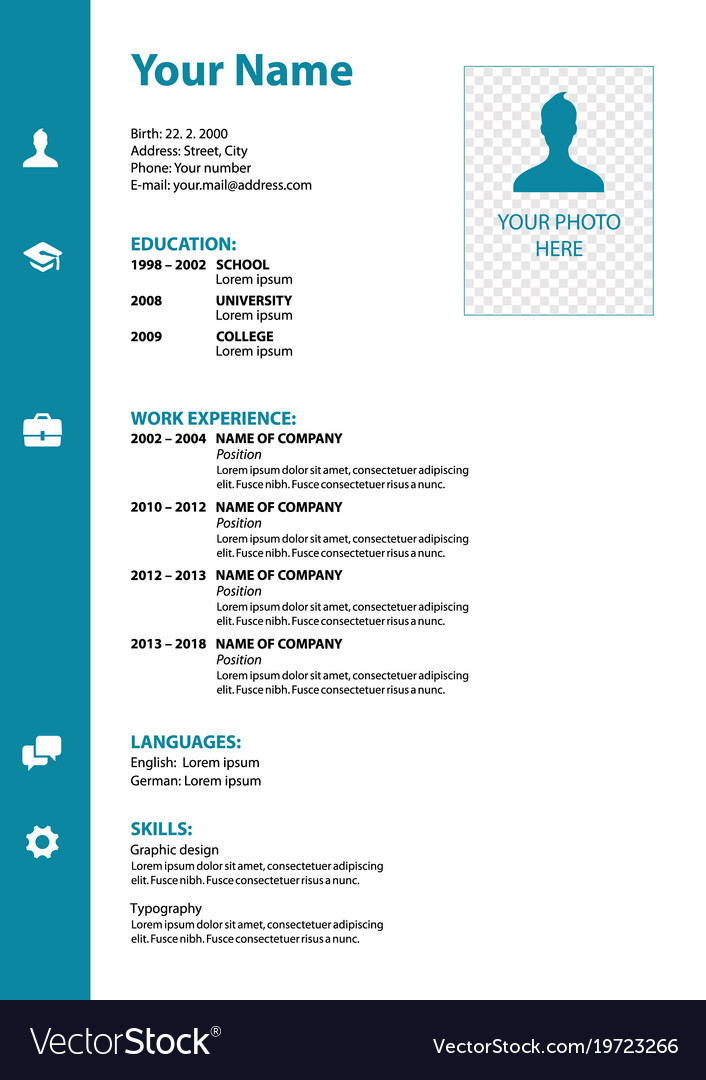 Your Name
Birth: 22. 2. 2000
Address: Street, City
Phone: Your number
E-mail: your.mail@address.com
YOUR PHOTO
HERE
EDUCATION:
1998 – 2002 SCHOOL
Lorem ipsum
2008 UNIVERSITY
Lorem ipsum
2009 COLLEGE
Lorem ipsum
WORK EXPERIENCE:
2002 – 2004 NAME OF COMPANY
Position
Lorem ipsum dolor sit amet, consectetuer adipiscing
elit. Fusce nibh. Fusce consectetuer risus a nunc.
2010 – 2012 NAME OF COMPANY
Position
Lorem ipsum dolor sit amet, consectetuer adipiscing
elit. Fusce nibh. Fusce consectetuer risus a nunc.
2012 – 2013 NAME OF COMPANY
Position
Lorem ipsum dolor sit amet, consectetuer adipiscing
elit. Fusce nibh. Fusce consectetuer risus a nunc.
2013 – 2018 NAME OF COMPANY
Position
Lorem ipsum dolor sit amet, consectetuer adipiscing
elit. Fusce nibh. Fusce consectetuer risus a nunc.
LANGUAGES:
English: Lorem ipsum
German: Lorem ipsum
SKILLS:
Graphic design
Lorem ipsum dolor sit amet, consectetuer adipiscing
elit. Fusce nibh. Fusce consectetuer risus a nunc.
Typography
Lorem ipsum dolor sit amet, consectetuer adipiscing
elit. Fusce nibh. Fusce consectetuer risus a nunc.
VectorStock®
VectorStock.com/19723266